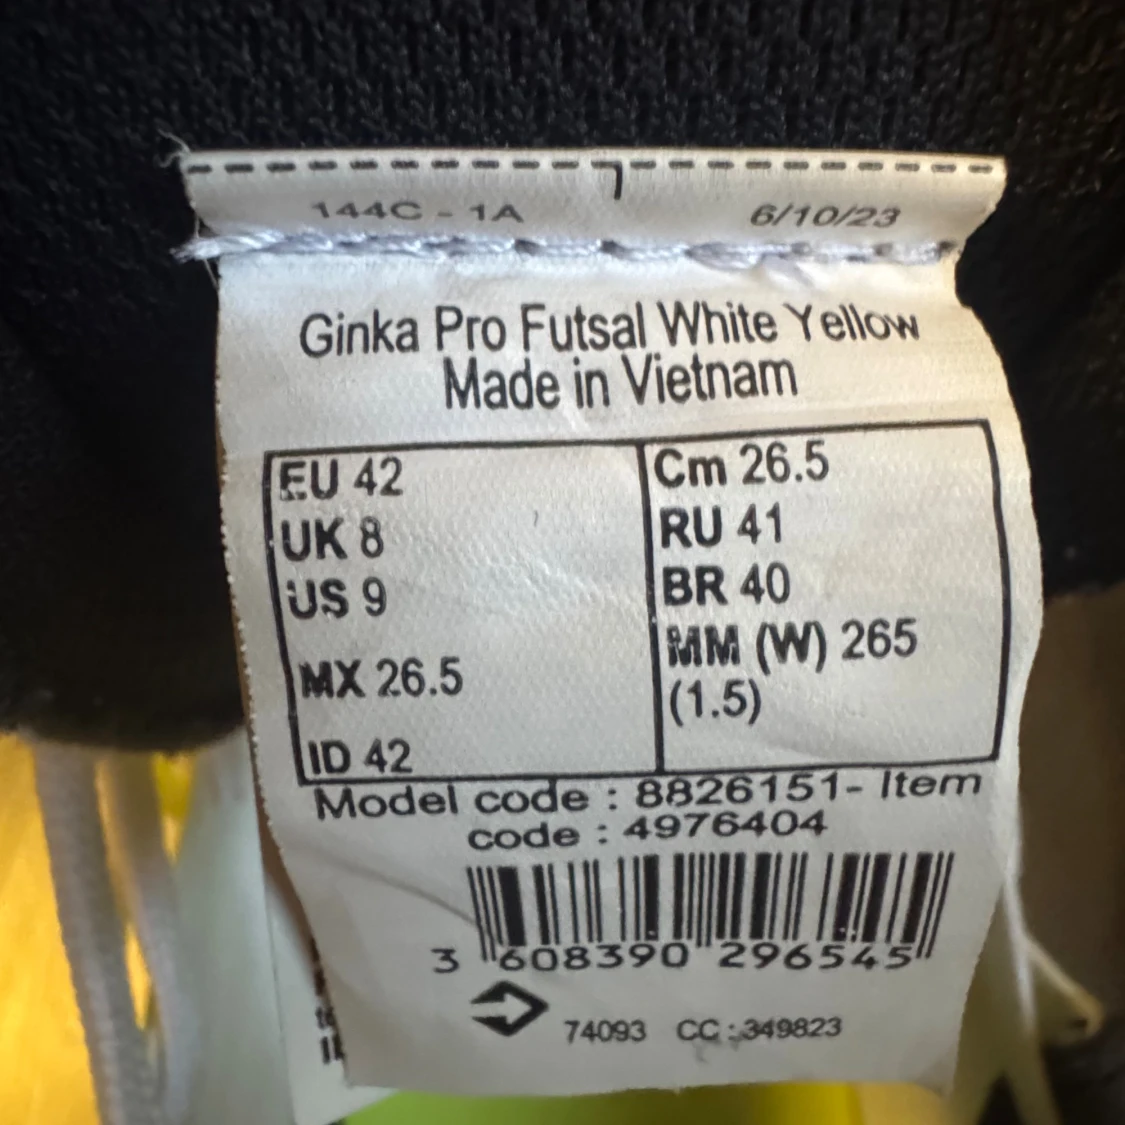 144C - 1A 6/10/23
Ginka Pro Futsal White Yellow
Made in Vietnam
EU 42
UK 8
US 9
MX 26.5
ID 42
Cm 26.5
RU 41
BR 40
MM (W) 265
(1.5)
Model code : 8826151- Item
code : 4976404
3 608390 296545
74093 CC : 349823